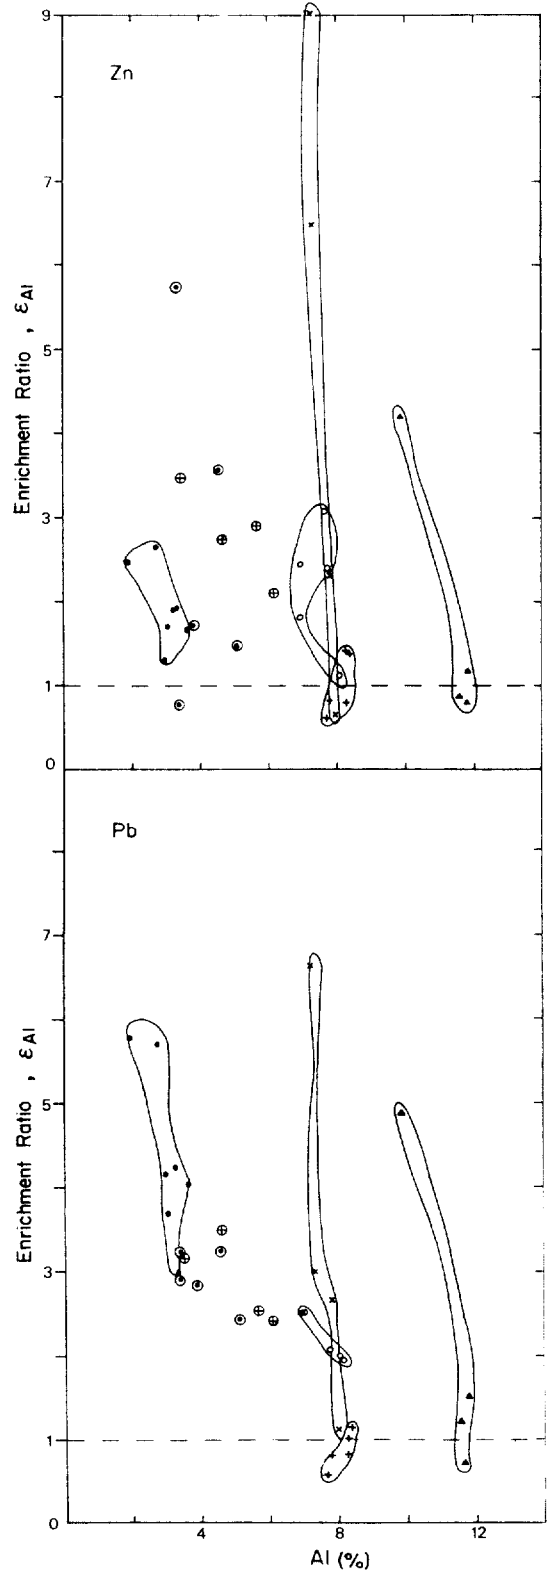 9
Zn
7
5
3
1
0
Enrichment Ratio , εAl
Pb
7
5
3
1
0
Enrichment Ratio , εAl
4
8
12
Al (%)